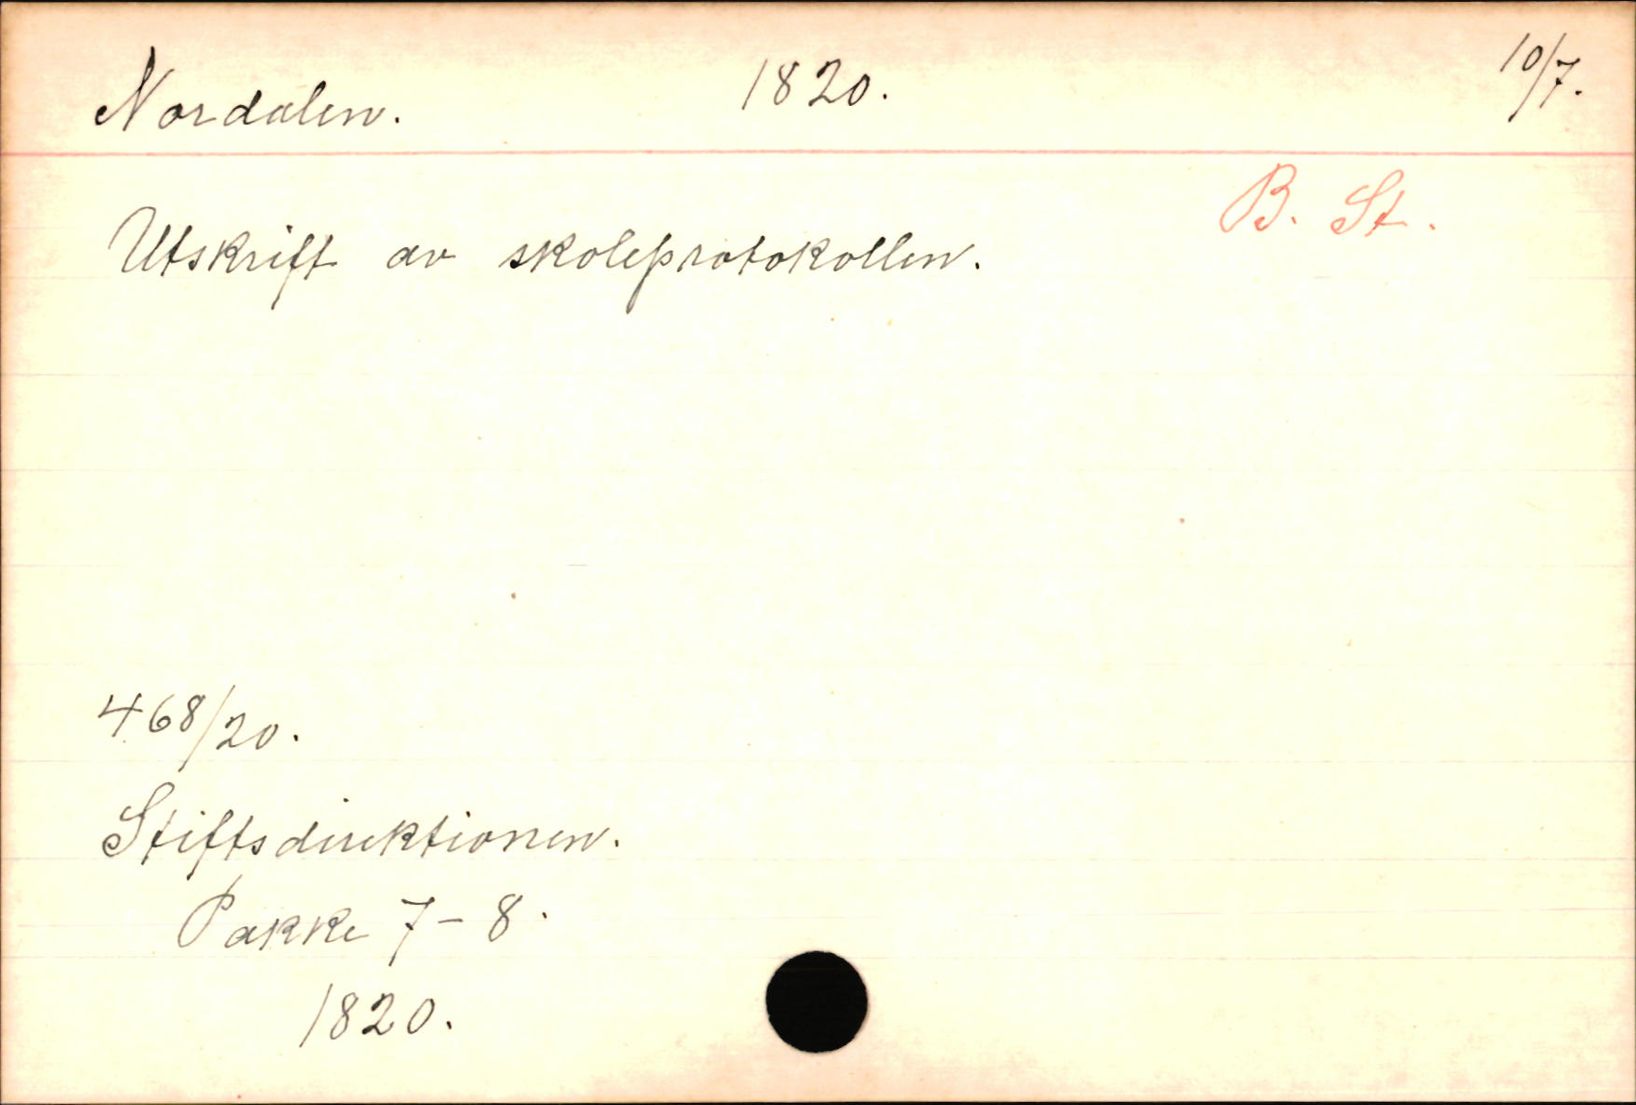 Nordalen. 1820. 10/7.
B. St.
Utskrift av skoleprotokollen.
468/20.
Stiftsdirektionen.
Pakke 7-8.
1820.